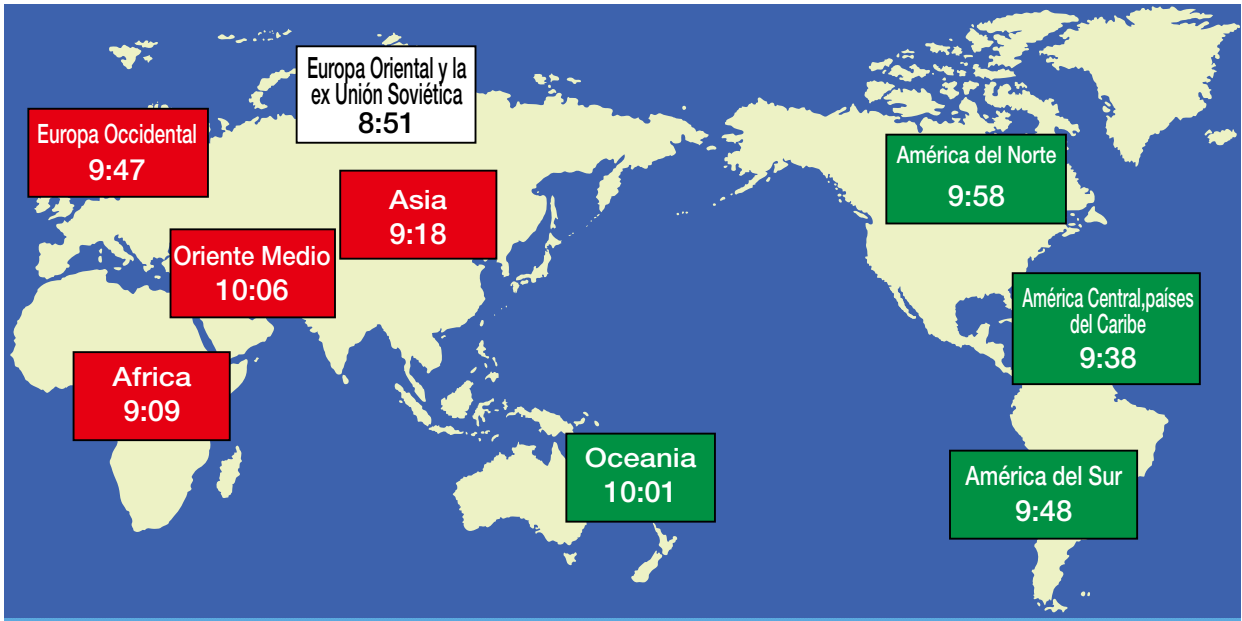 Europa Oriental y la
ex Unión Soviética
8:51
Europa Occidental
9:47
América del Norte
9:58
Asia
9:18
Oriente Medio
10:06
América Central,países
del Caribe
9:38
Africa
9:09
Oceania
10:01
América del Sur
9:48